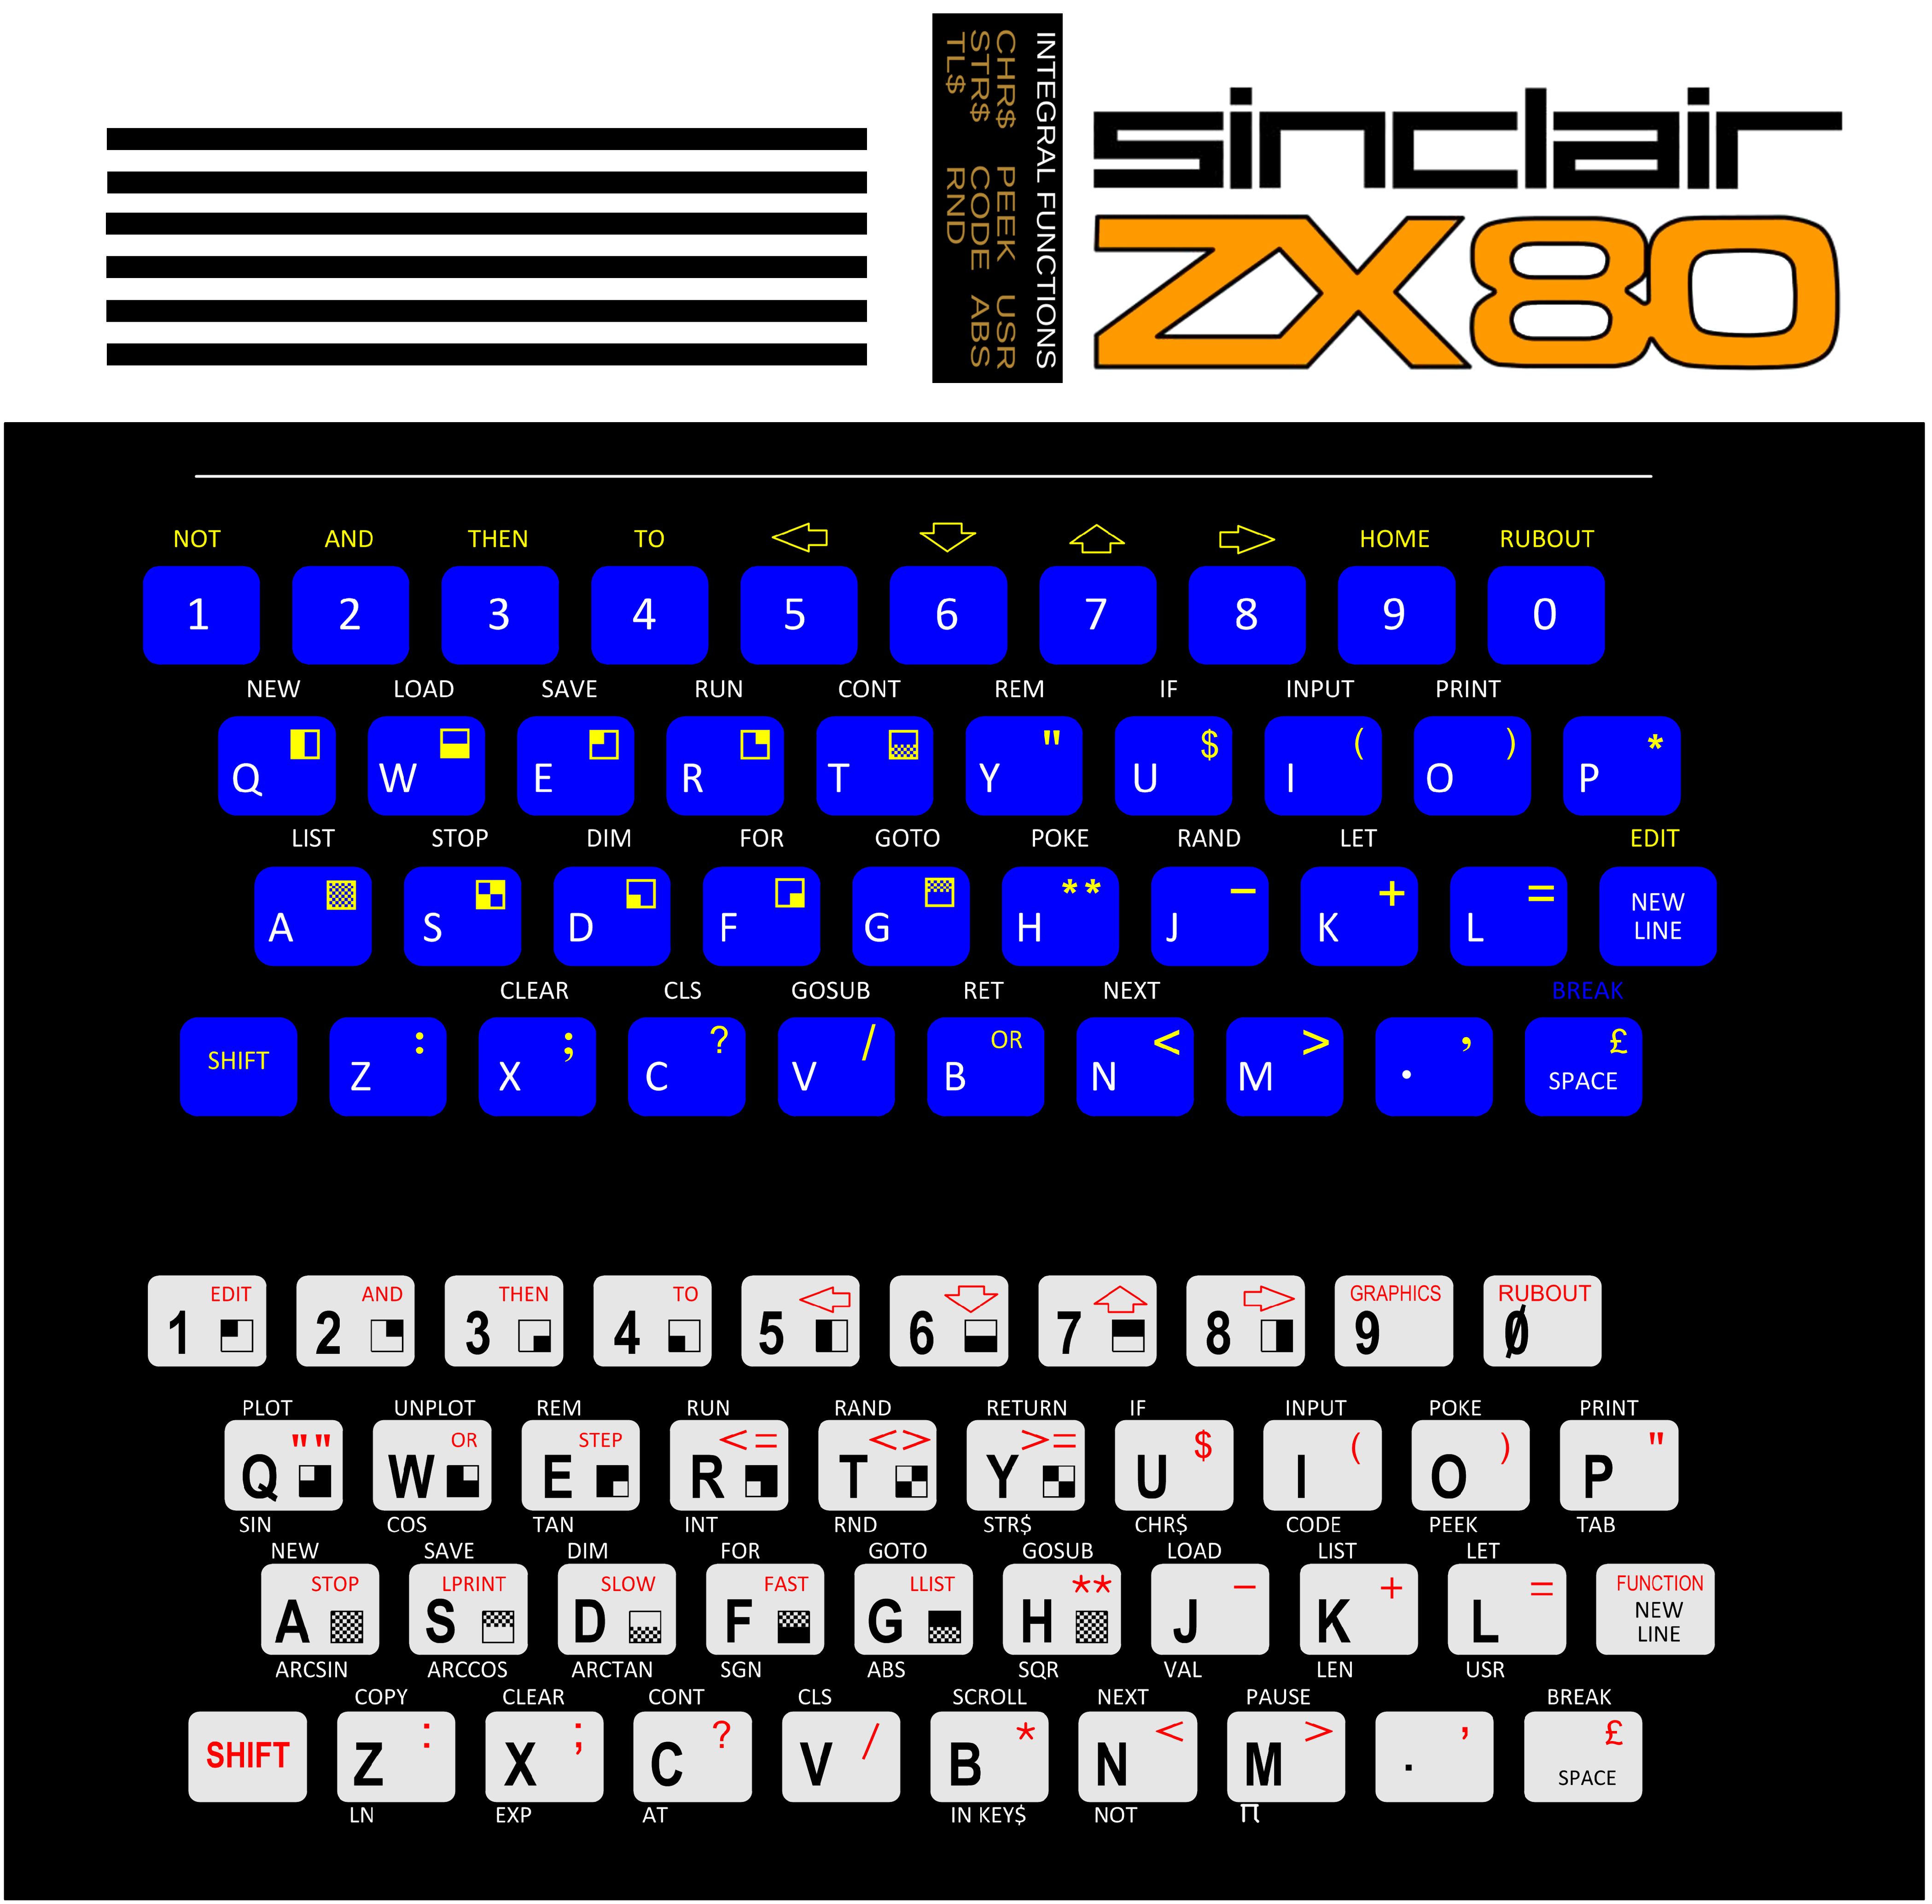 INTEGRAL FUNCTIONS
CHR$ PEEK USR
STR$ CODE ABS
TL$ RND
sinclair
ZX80
NOT AND THEN TO HOME RUBOUT
1 2 3 4 5 6 7 8 9 0
NEW LOAD SAVE RUN CONT REM IF INPUT PRINT
" $ ( ) *
Q W E R T Y U I O P
LIST STOP DIM FOR GOTO POKE RAND LET EDIT
** − + =
A S D F G H J K L NEW
LINE
CLEAR CLS GOSUB RET NEXT BREAK
: ; ? / OR < > , £
SHIFT Z X C V B N M . SPACE
EDIT AND THEN TO GRAPHICS RUBOUT
1 2 3 4 5 6 7 8 9 0
PLOT UNPLOT REM RUN RAND RETURN IF INPUT POKE PRINT
"" OR STEP <= <> >= $ ( ) "
Q W E R T Y U I O P
SIN COS TAN INT RND STR$ CHR$ CODE PEEK TAB
NEW SAVE DIM FOR GOTO GOSUB LOAD LIST LET
STOP LPRINT SLOW FAST LLIST ** − + = FUNCTION
A S D F G H J K L NEW
LINE
ARCSIN ARCCOS ARCTAN SGN ABS SQR VAL LEN USR
COPY CLEAR CONT CLS SCROLL NEXT PAUSE BREAK
: ; ? / * < > , £
SHIFT Z X C V B N M . SPACE
LN EXP AT IN KEY$ NOT π